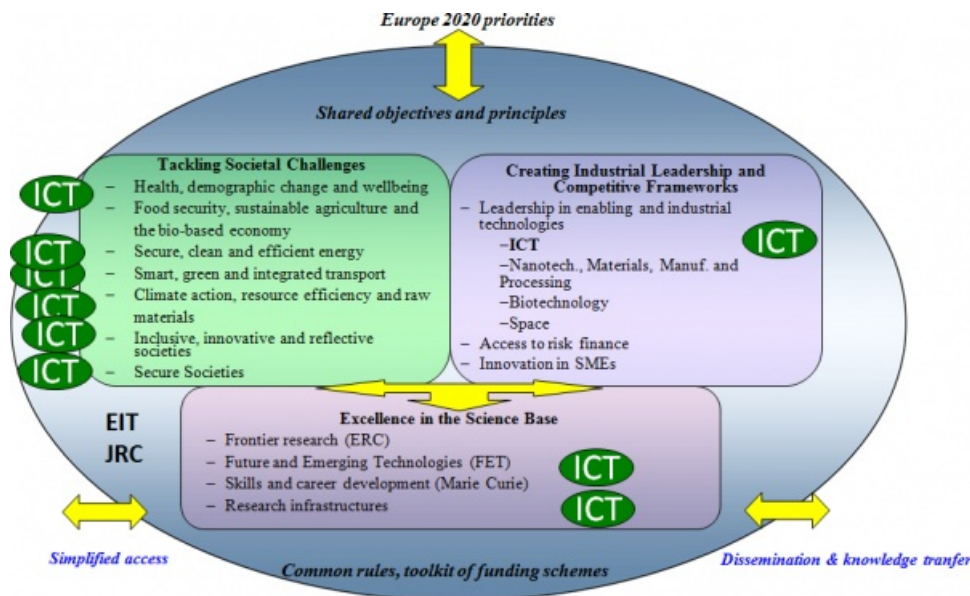 Europe 2020 priorities
Shared objectives and principles
Tackling Societal Challenges
– Health, demographic change and wellbeing
– Food security, sustainable agriculture and
the bio-based economy
– Secure, clean and efficient energy
– Smart, green and integrated transport
– Climate action, resource efficiency and raw
materials
– Inclusive, innovative and reflective
societies
– Secure Societies
ICT
ICT
ICT
ICT
ICT
ICT
Creating Industrial Leadership and
Competitive Frameworks
– Leadership in enabling and industrial
technologies
–ICT
–Nanotech., Materials, Manuf. and
Processing
–Biotechnology
–Space
– Access to risk finance
– Innovation in SMEs
ICT
EIT
JRC
Excellence in the Science Base
– Frontier research (ERC)
– Future and Emerging Technologies (FET)
– Skills and career development (Marie Curie)
– Research infrastructures
ICT
ICT
Simplified access
Common rules, toolkit of funding schemes
Dissemination & knowledge tranfer